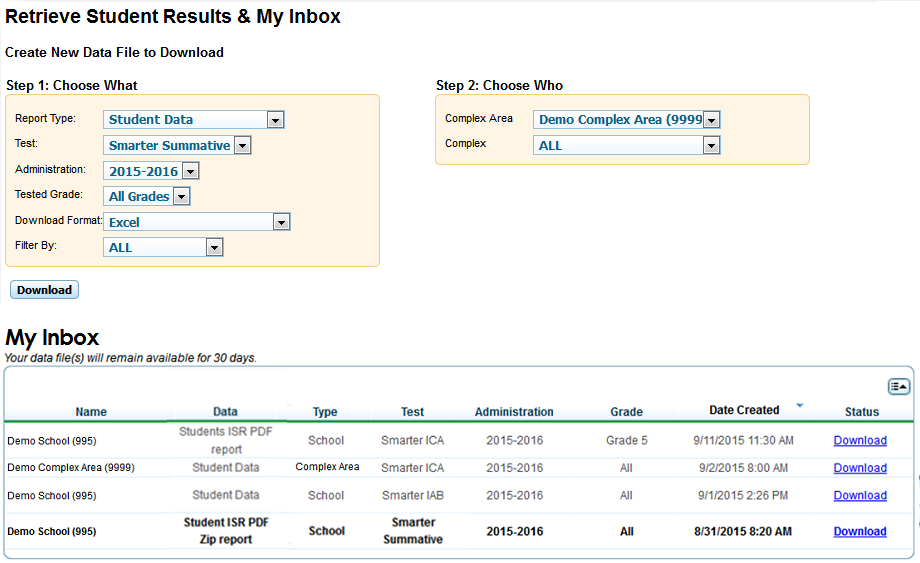 Retrieve Student Results & My Inbox
Create New Data File to Download
Step 1: Choose What
Step 2: Choose Who
Report Type: Student Data
Complex Area Demo Complex Area (9999
Test: Smarter Summative
Complex ALL
Administration: 2015-2016
Tested Grade: All Grades
Download Format: Excel
Filter By: ALL
Download
My Inbox
Your data file(s) will remain available for 30 days.
Name Data Type Test Administration Grade Date Created Status
Demo School (995) Students ISR PDF report School Smarter ICA 2015-2016 Grade 5 9/11/2015 11:30 AM Download
Demo Complex Area (9999) Student Data Complex Area Smarter ICA 2015-2016 All 9/2/2015 8:00 AM Download
Demo School (995) Student Data School Smarter IAB 2015-2016 All 9/1/2015 2:26 PM Download
Demo School (995) Student ISR PDF Zip report School Smarter Summative 2015-2016 All 8/31/2015 8:20 AM Download